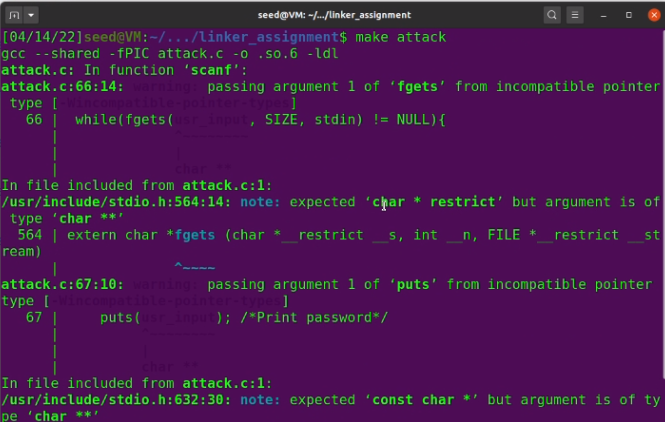 seed@VM: ~/.../linker_assignment
[04/14/22]seed@VM:~/.../linker_assignment$ make attack
gcc --shared -fPIC attack.c -o .so.6 -ldl
attack.c: In function ‘scanf’:
attack.c:66:14: warning: passing argument 1 of ‘fgets’ from incompatible pointer
 type [-Wincompatible-pointer-types]
   66 |  while(fgets(usr_input, SIZE, stdin) != NULL){
      |              ^~~~~~~~~
      |              |
      |              char **
In file included from attack.c:1:
/usr/include/stdio.h:564:14: note: expected ‘char * restrict’ but argument is of
 type ‘char **’
  564 | extern char *fgets (char *__restrict __s, int __n, FILE *__restrict __st
ream)
      |              ^~~~~
attack.c:67:10: warning: passing argument 1 of ‘puts’ from incompatible pointer
type [-Wincompatible-pointer-types]
   67 |     puts(usr_input); /*Print password*/
      |          ^~~~~~~~~
      |          |
      |          char **
In file included from attack.c:1:
/usr/include/stdio.h:632:30: note: expected ‘const char *’ but argument is of ty
pe ‘char **’